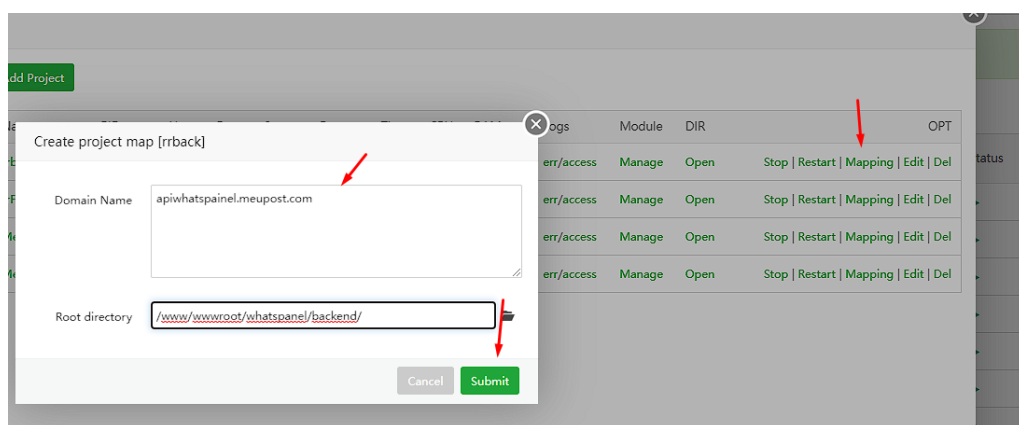 Add Project
ogs Module DIR OPT
Create project map [rrback]
err/access Manage Open Stop | Restart | Mapping | Edit | Del
tatus
Domain Name apiwhatspainel.meupost.com
err/access Manage Open Stop | Restart | Mapping | Edit | Del
err/access Manage Open Stop | Restart | Mapping | Edit | Del
err/access Manage Open Stop | Restart | Mapping | Edit | Del
Root directory /www/wwwroot/whatspanel/backend/
Cancel Submit